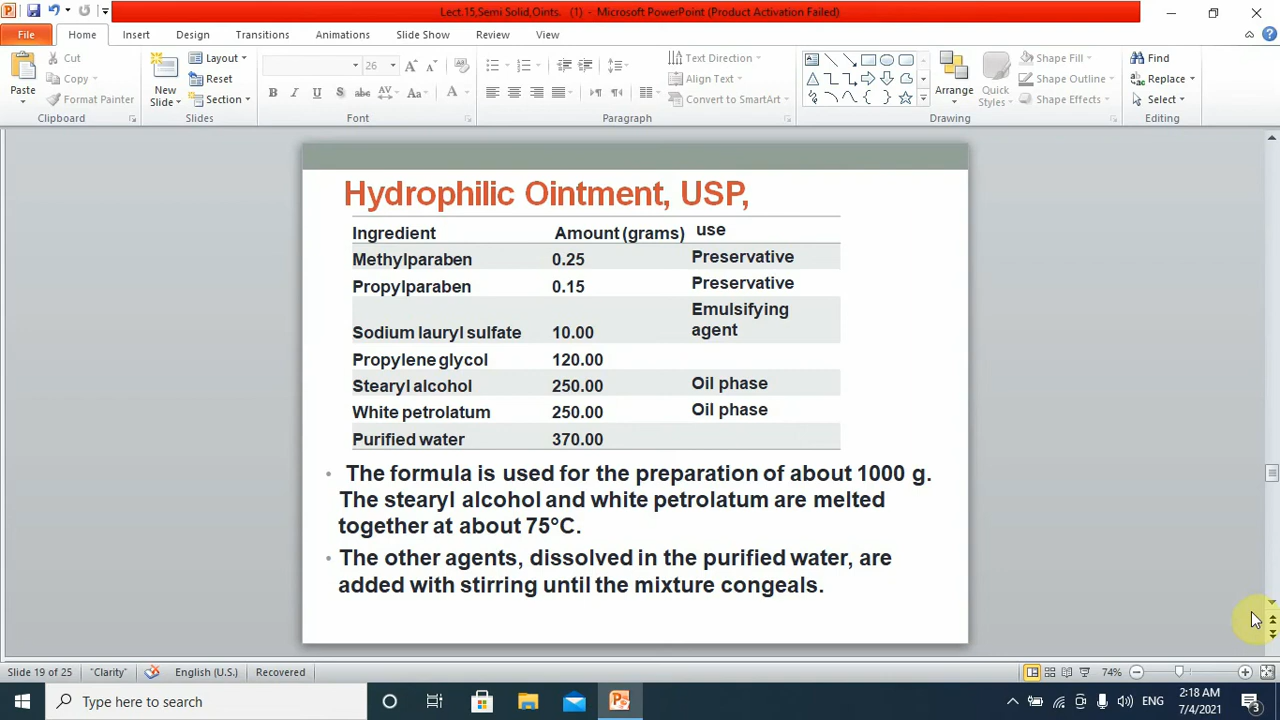 Lect.15,Semi Solid,Oints. (1) - Microsoft PowerPoint (Product Activation Failed)
File Home Insert Design Transitions Animations Slide Show Review View
Paste
Cut
Copy
Format Painter
Clipboard
New
Slide
Layout
Reset
Section
Slides
26
B I U S abc AV Aa A
Font
Text Direction
Align Text
Convert to SmartArt
Paragraph
Arrange
Quick
Styles
Shape Fill
Shape Outline
Shape Effects
Drawing
Find
Replace
Select
Editing
Hydrophilic Ointment, USP,
Ingredient Amount (grams) use
Methylparaben 0.25 Preservative
Propylparaben 0.15 Preservative
Sodium lauryl sulfate 10.00 Emulsifying
agent
Propylene glycol 120.00
Stearyl alcohol 250.00 Oil phase
White petrolatum 250.00 Oil phase
Purified water 370.00
• The formula is used for the preparation of about 1000 g.
The stearyl alcohol and white petrolatum are melted
together at about 75°C.
• The other agents, dissolved in the purified water, are
added with stirring until the mixture congeals.
Slide 19 of 25 "Clarity" English (U.S.) Recovered 74%
Type here to search
ENG
2:18 AM
7/4/2021
3